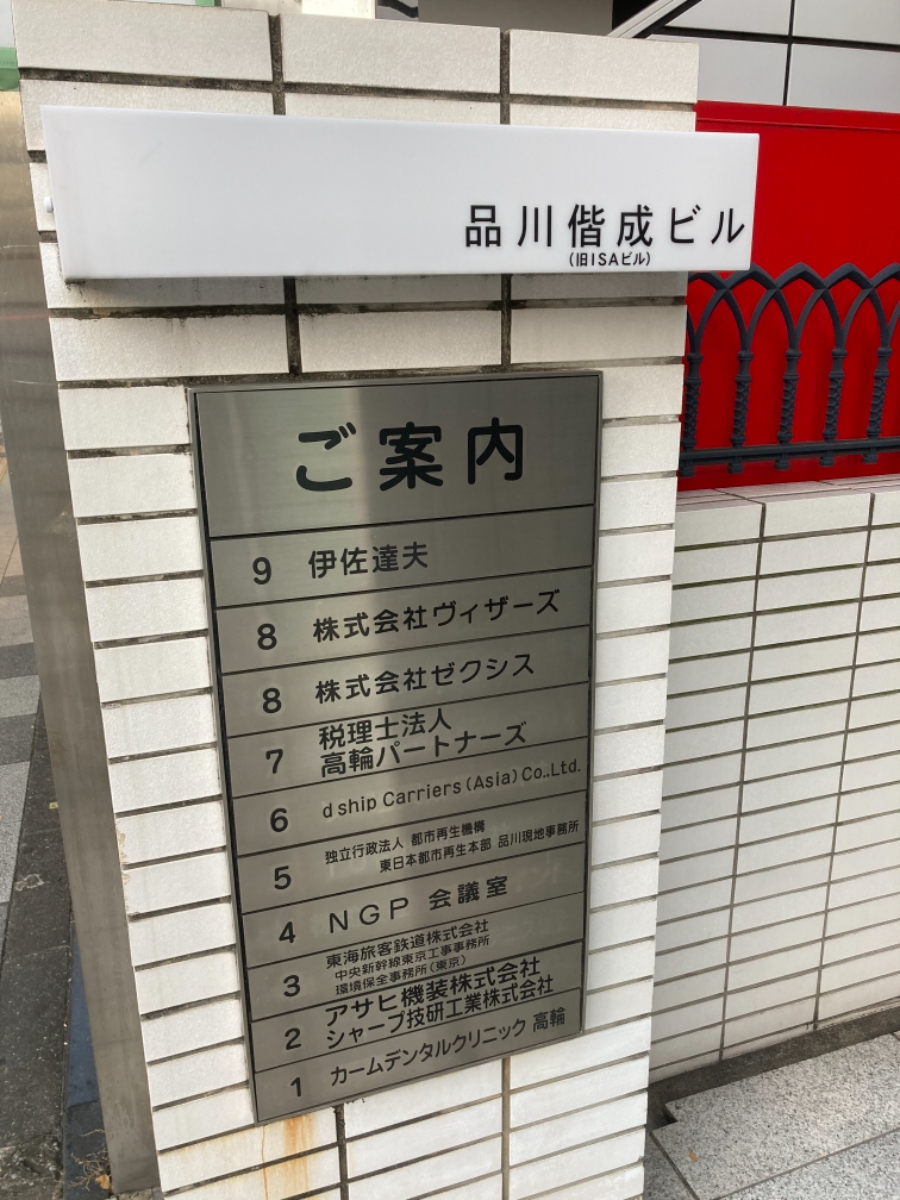 品川偕成ビル
(旧ISAビル)
ご案内
9 伊佐達夫
8 株式会社ヴィザーズ
8 株式会社ゼクシス
7 税理士法人
高輪パートナーズ
6 d ship Carriers (Asia) Co.,Ltd.
5 独立行政法人 都市再生機構
東日本都市再生本部 品川現地事務所
4 NGP 会議室
3 東海旅客鉄道株式会社
中央新幹線東京工事事務所
環境保全事務所(東京)
2 アサヒ機装株式会社
シャープ技研工業株式会社
1 カームデンタルクリニック 高輪